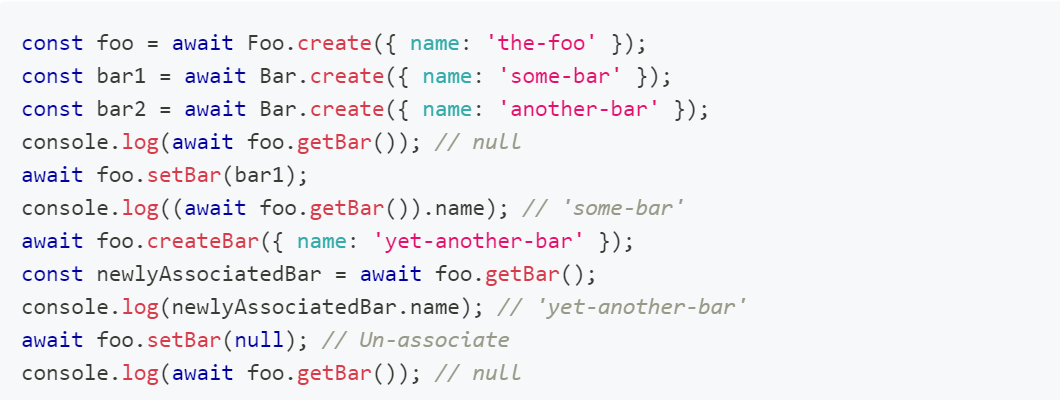 const foo = await Foo.create({ name: 'the-foo' });
const bar1 = await Bar.create({ name: 'some-bar' });
const bar2 = await Bar.create({ name: 'another-bar' });
console.log(await foo.getBar()); // null
await foo.setBar(bar1);
console.log((await foo.getBar()).name); // 'some-bar'
await foo.createBar({ name: 'yet-another-bar' });
const newlyAssociatedBar = await foo.getBar();
console.log(newlyAssociatedBar.name); // 'yet-another-bar'
await foo.setBar(null); // Un-associate
console.log(await foo.getBar()); // null